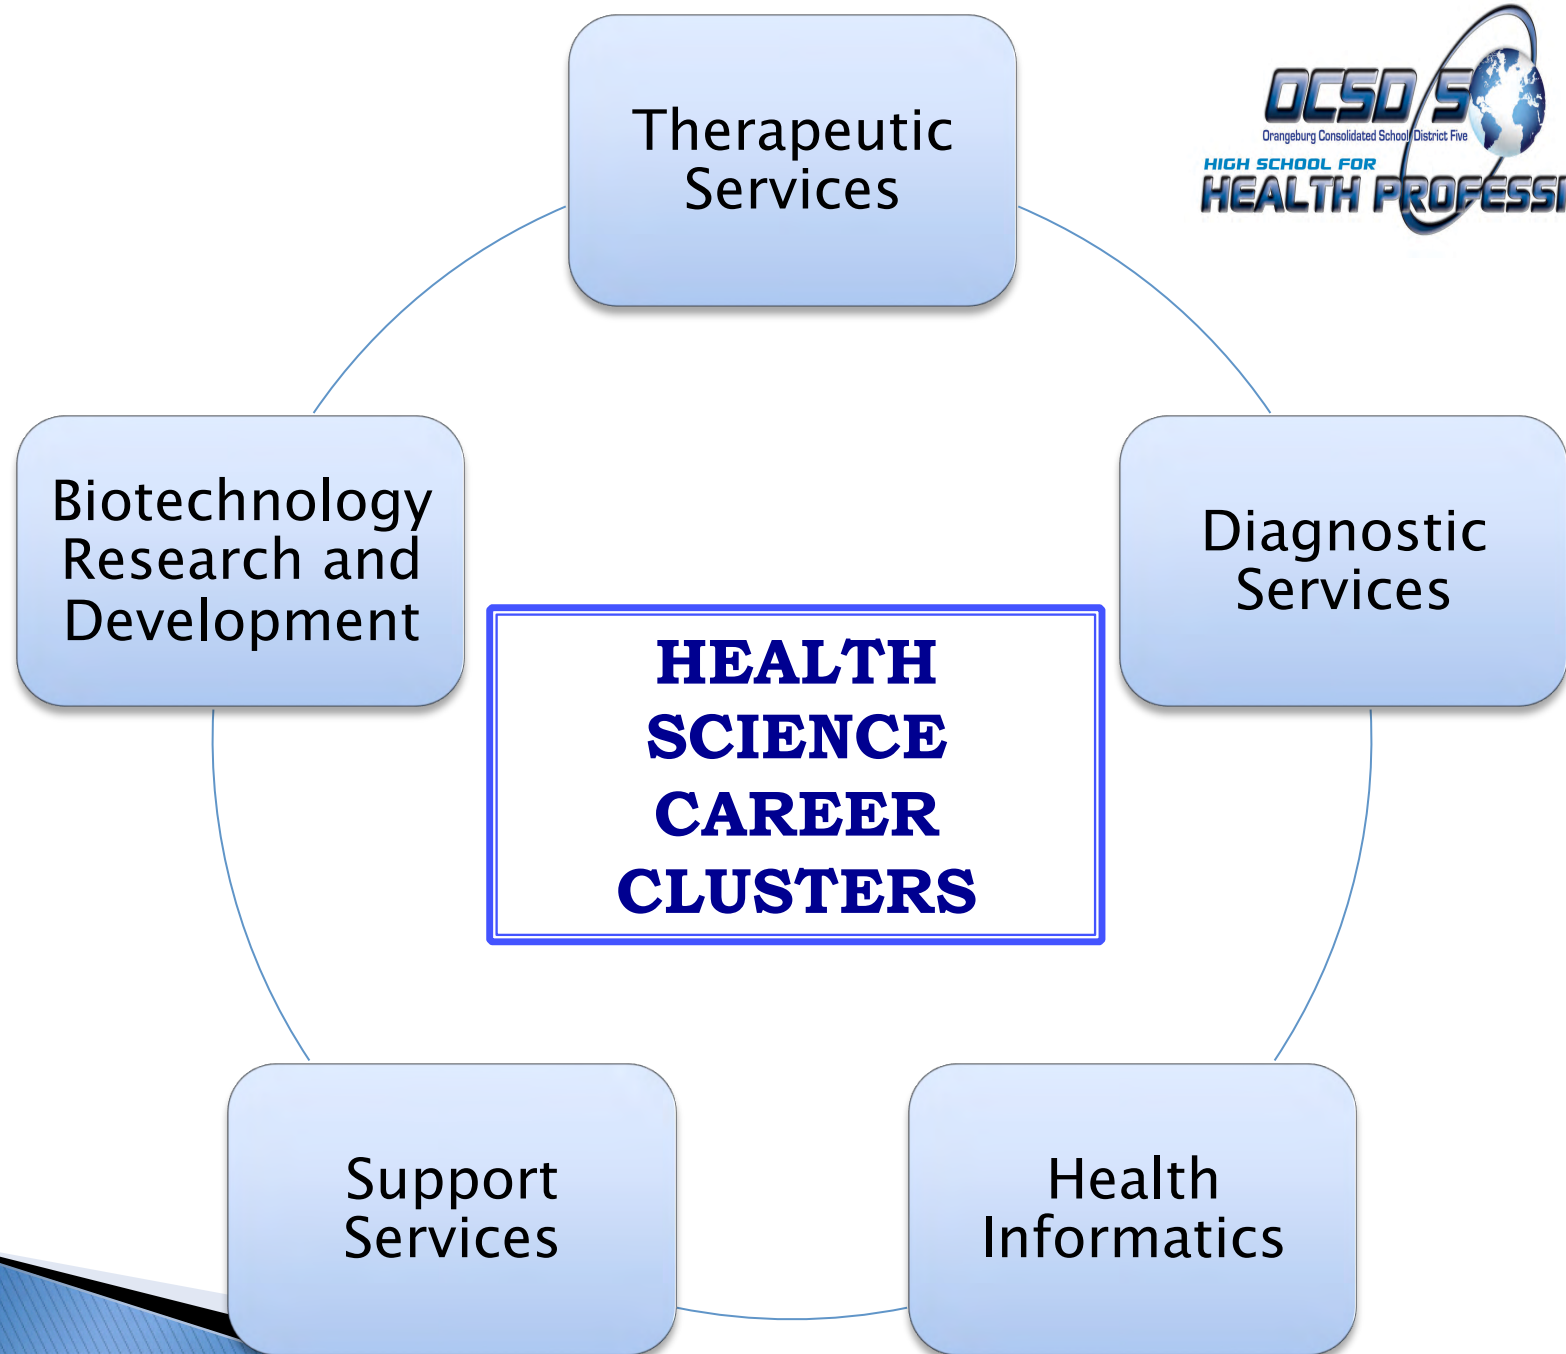 Therapeutic
Services
OCSD 5
Orangeburg Consolidated School District Five
HIGH SCHOOL FOR
HEALTH
Biotechnology
Research and
Development
Diagnostic
Services
HEALTH
SCIENCE
CAREER
CLUSTERS
Support
Services
Health
Informatics